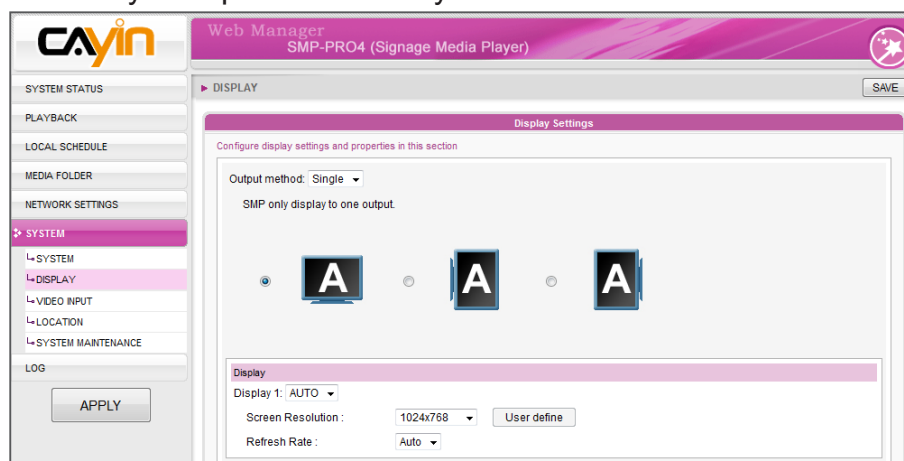 CAYIN
Web Manager
SMP-PRO4 (Signage Media Player)
SYSTEM STATUS
PLAYBACK
LOCAL SCHEDULE
MEDIA FOLDER
NETWORK SETTINGS
SYSTEM
SYSTEM
DISPLAY
VIDEO INPUT
LOCATION
SYSTEM MAINTENANCE
LOG
APPLY
DISPLAY
SAVE
Display Settings
Configure display settings and properties in this section
Output method: Single
SMP only display to one output.
A A A
Display
Display 1: AUTO
Screen Resolution : 1024x768 User define
Refresh Rate : Auto